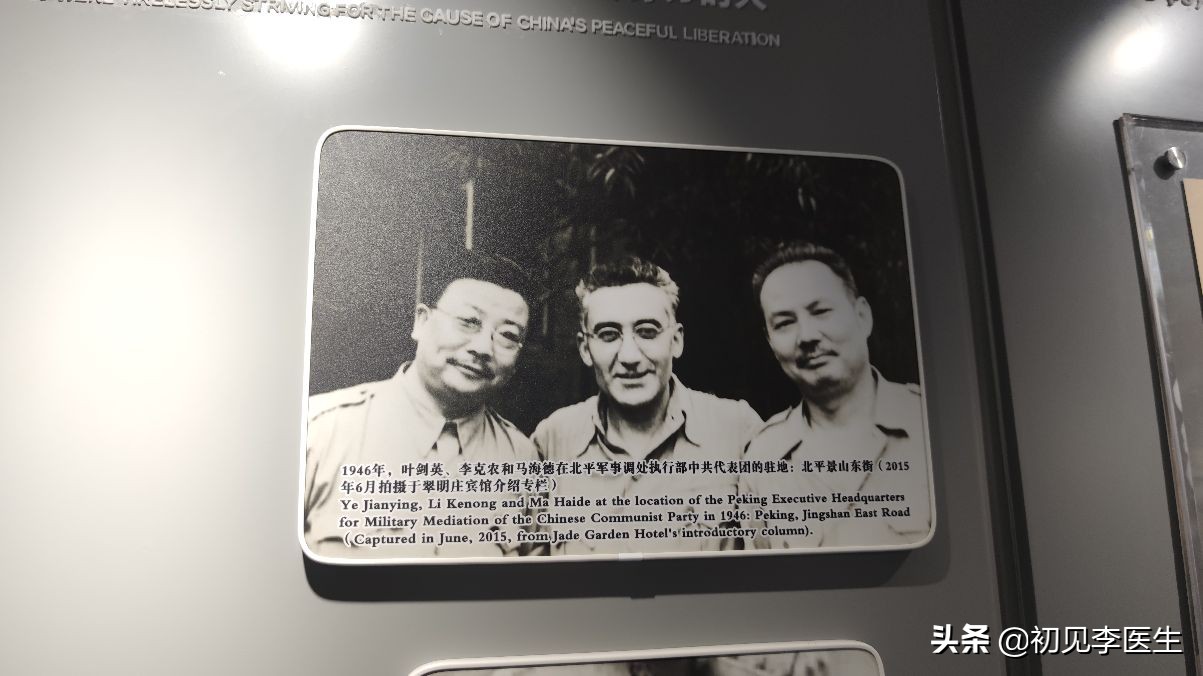 TIRELESSLY STRIVING FOR THE CAUSE OF CHINA'S PEACEFUL LIBERATION
1946年，叶剑英、李克农和马海德在北平军事调处执行部中共代表团的驻地：北平景山东街（2015
年6月拍摄于翠明庄宾馆介绍专栏）
Ye Jianying, Li Kenong and Ma Haide at the location of the Peking Executive Headquarters
for Military Mediation of the Chinese Communist Party in 1946: Peking, Jingshan East Road
(Captured in June, 2015, from Jade Garden Hotel's introductory column).
头条 @初见李医生